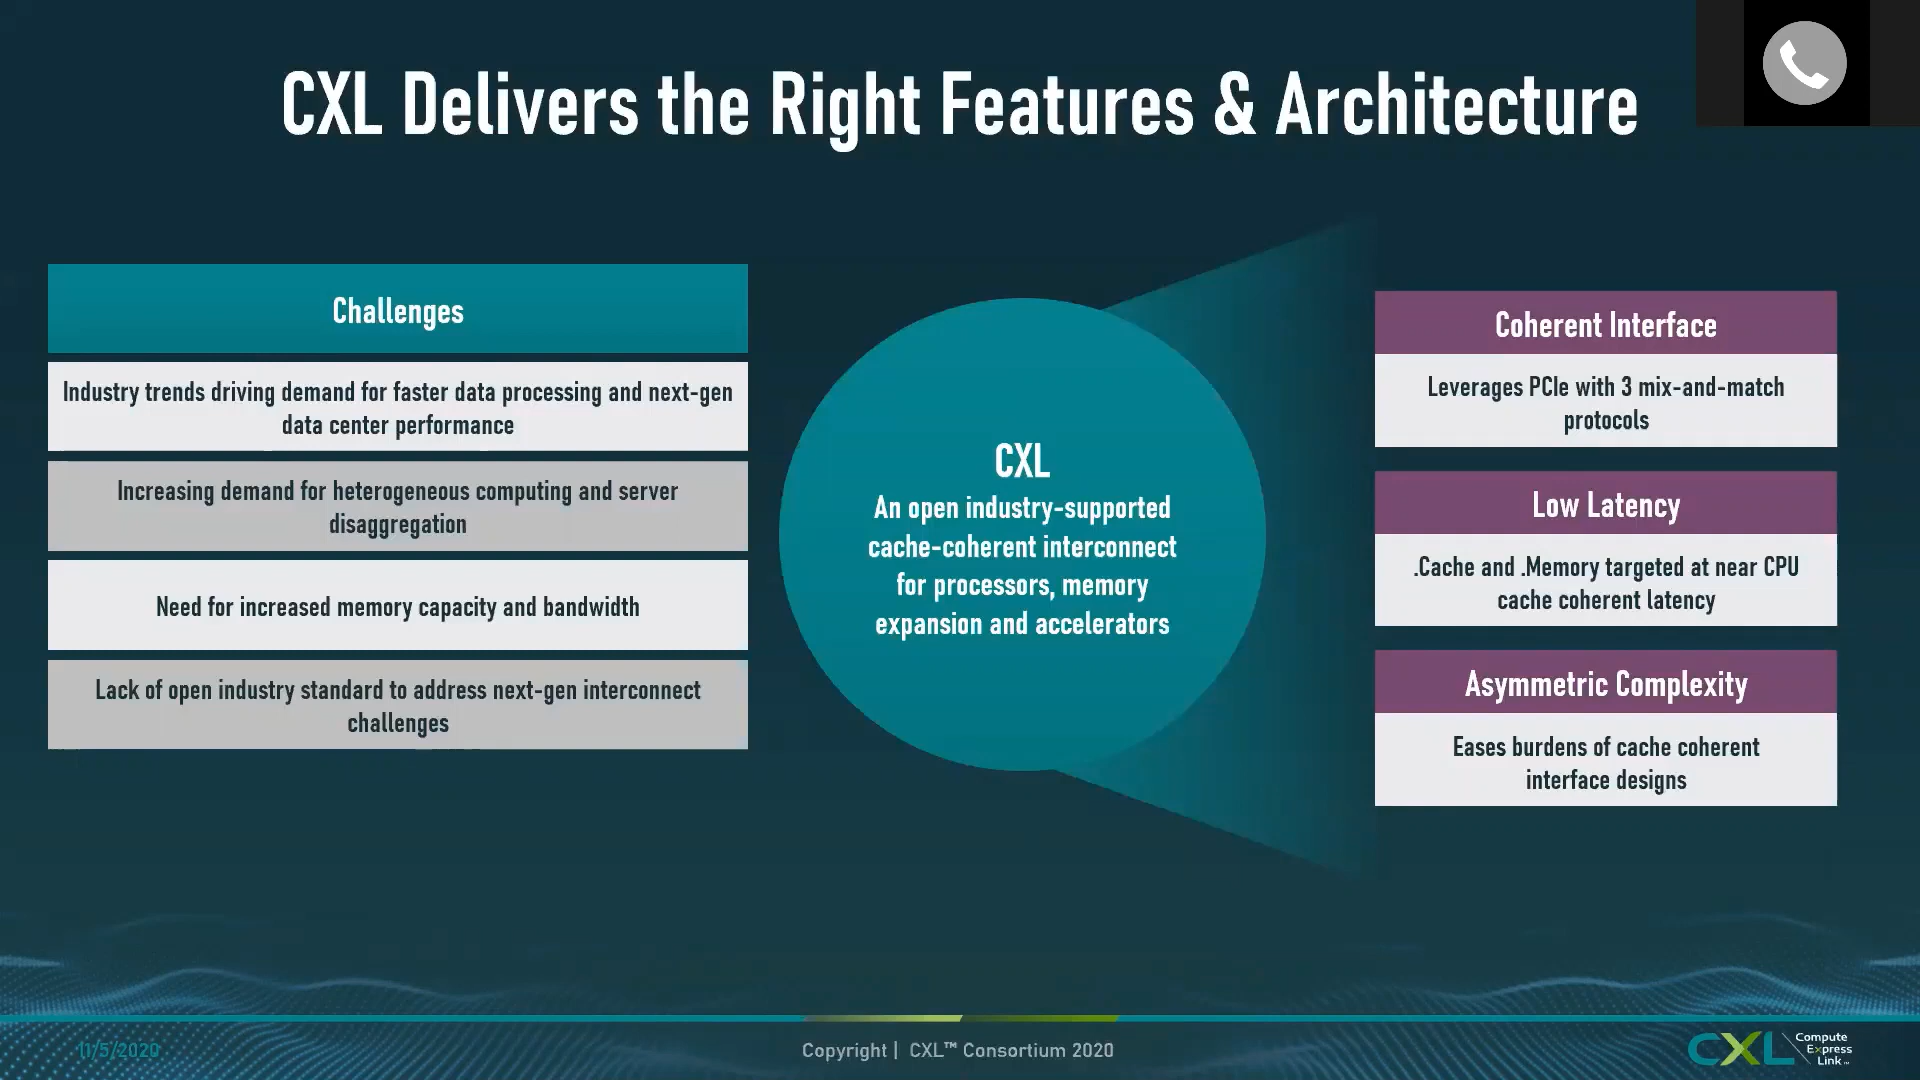 CXL Delivers the Right Features & Architecture
Challenges
Industry trends driving demand for faster data processing and next-gen
data center performance
Increasing demand for heterogeneous computing and server
disaggregation
Need for increased memory capacity and bandwidth
Lack of open industry standard to address next-gen interconnect
challenges
CXL
An open industry-supported
cache-coherent interconnect
for processors, memory
expansion and accelerators
Coherent Interface
Leverages PCIe with 3 mix-and-match
protocols
Low Latency
.Cache and .Memory targeted at near CPU
cache coherent latency
Asymmetric Complexity
Eases burdens of cache coherent
interface designs
11/5/2020
Copyright | CXL™ Consortium 2020
CXL
Compute
Express
Link™